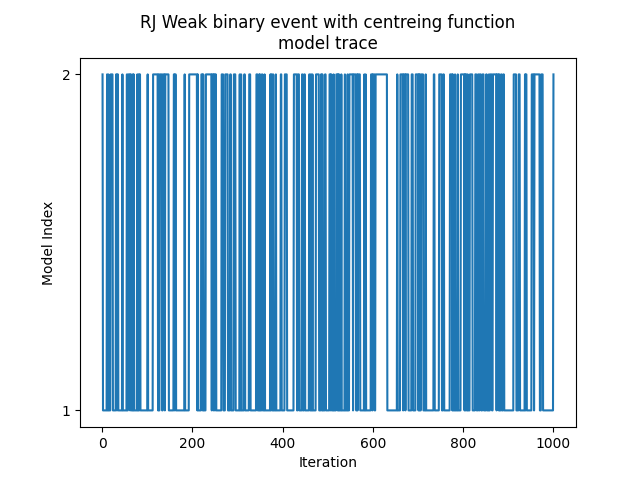 RJ Weak binary event with centreing function
model trace
2
1
Model Index
0 200 400 600 800 1000
Iteration